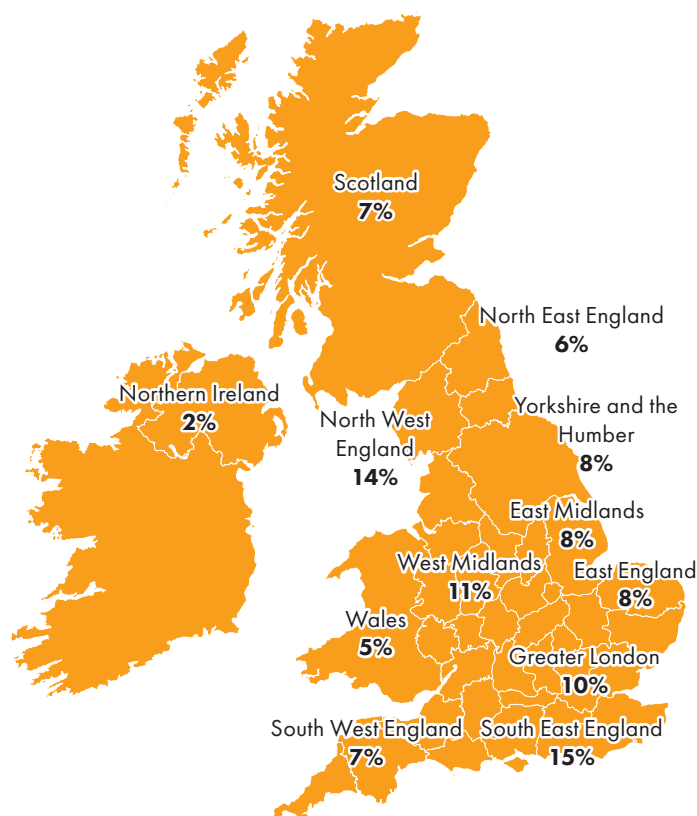 Scotland
7%
North East England
6%
Northern Ireland
2%
North West
England
14%
Yorkshire and the
Humber
8%
East Midlands
8%
West Midlands
11%
East England
8%
Wales
5%
Greater London
10%
South West England
7%
South East England
15%